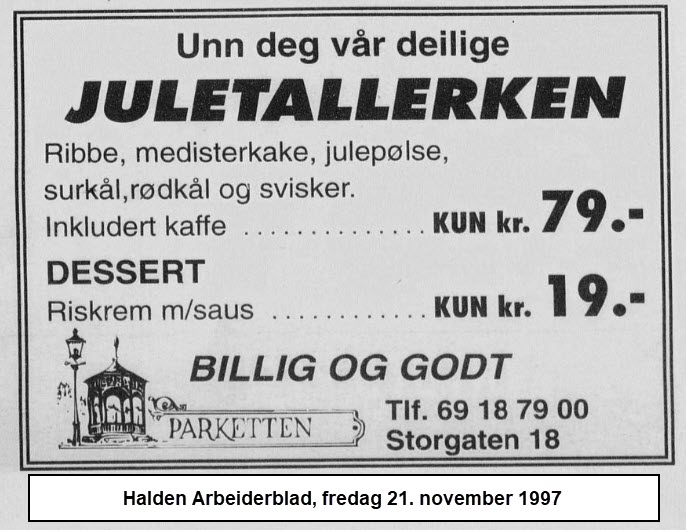 Unn deg vår deilige
JULETALLERKEN
Ribbe, medisterkake, julepølse,
surkål,rødkål og svisker.
Inkludert kaffe .............. KUN kr. 79.-
DESSERT
Riskrem m/saus ............ KUN kr. 19.-
BILLIG OG GODT
PARKETTEN
Tlf. 69 18 79 00
Storgaten 18
Halden Arbeiderblad, fredag 21. november 1997